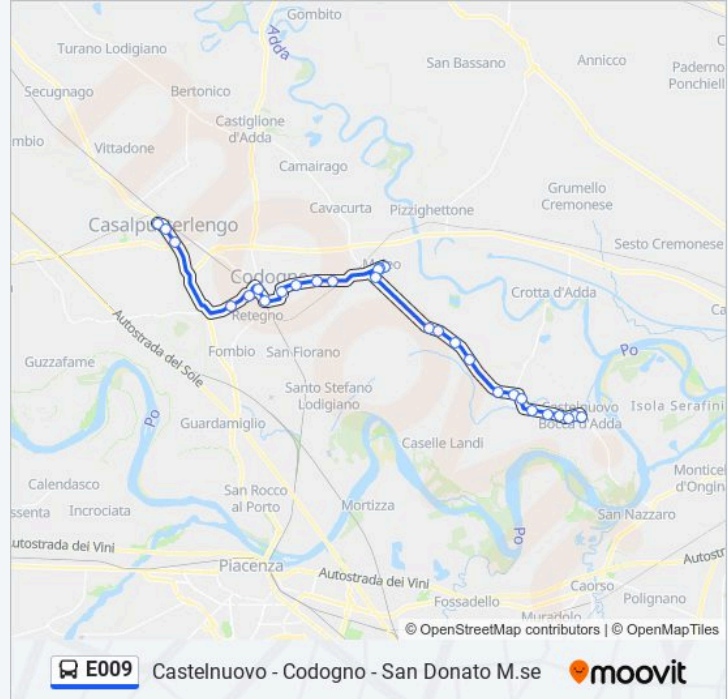 Gombito
Turano Lodigiano
Adda
San Bassano
Annicco
Paderno
Ponchiell
Secugnago
Bertonico
Castiglione
d'Adda
mbio
Vittadone
Camairago
Grumello
Cremonese
Cavacurta
Pizzighettone
Casalpusterlengo
Sesto Cremonese
Codogno
Maleo
Crotta d'Adda
Ca
Retegno
Autostrada del Sole
Po
Guzzafame
Fombio
San Fiorano
Santo Stefano
Lodigiano
Castelnuovo
Bocca d'Adda
Isola Serafini
Po
Guardamiglio
Caselle Landi
Monticel
d'Ongina
Calendasco
San Rocco
al Porto
Mortizza
ssenta
Incrociata
San Nazzaro
Po
utostrada dei Vini
Autostr
Piacenza
Autostrada dei Vini
Caorso
Fossadello
Polignano
Muradolo
© OpenStreetMap contributors | © OpenMapTiles
E009 Castelnuovo - Codogno - San Donato M.se moovit